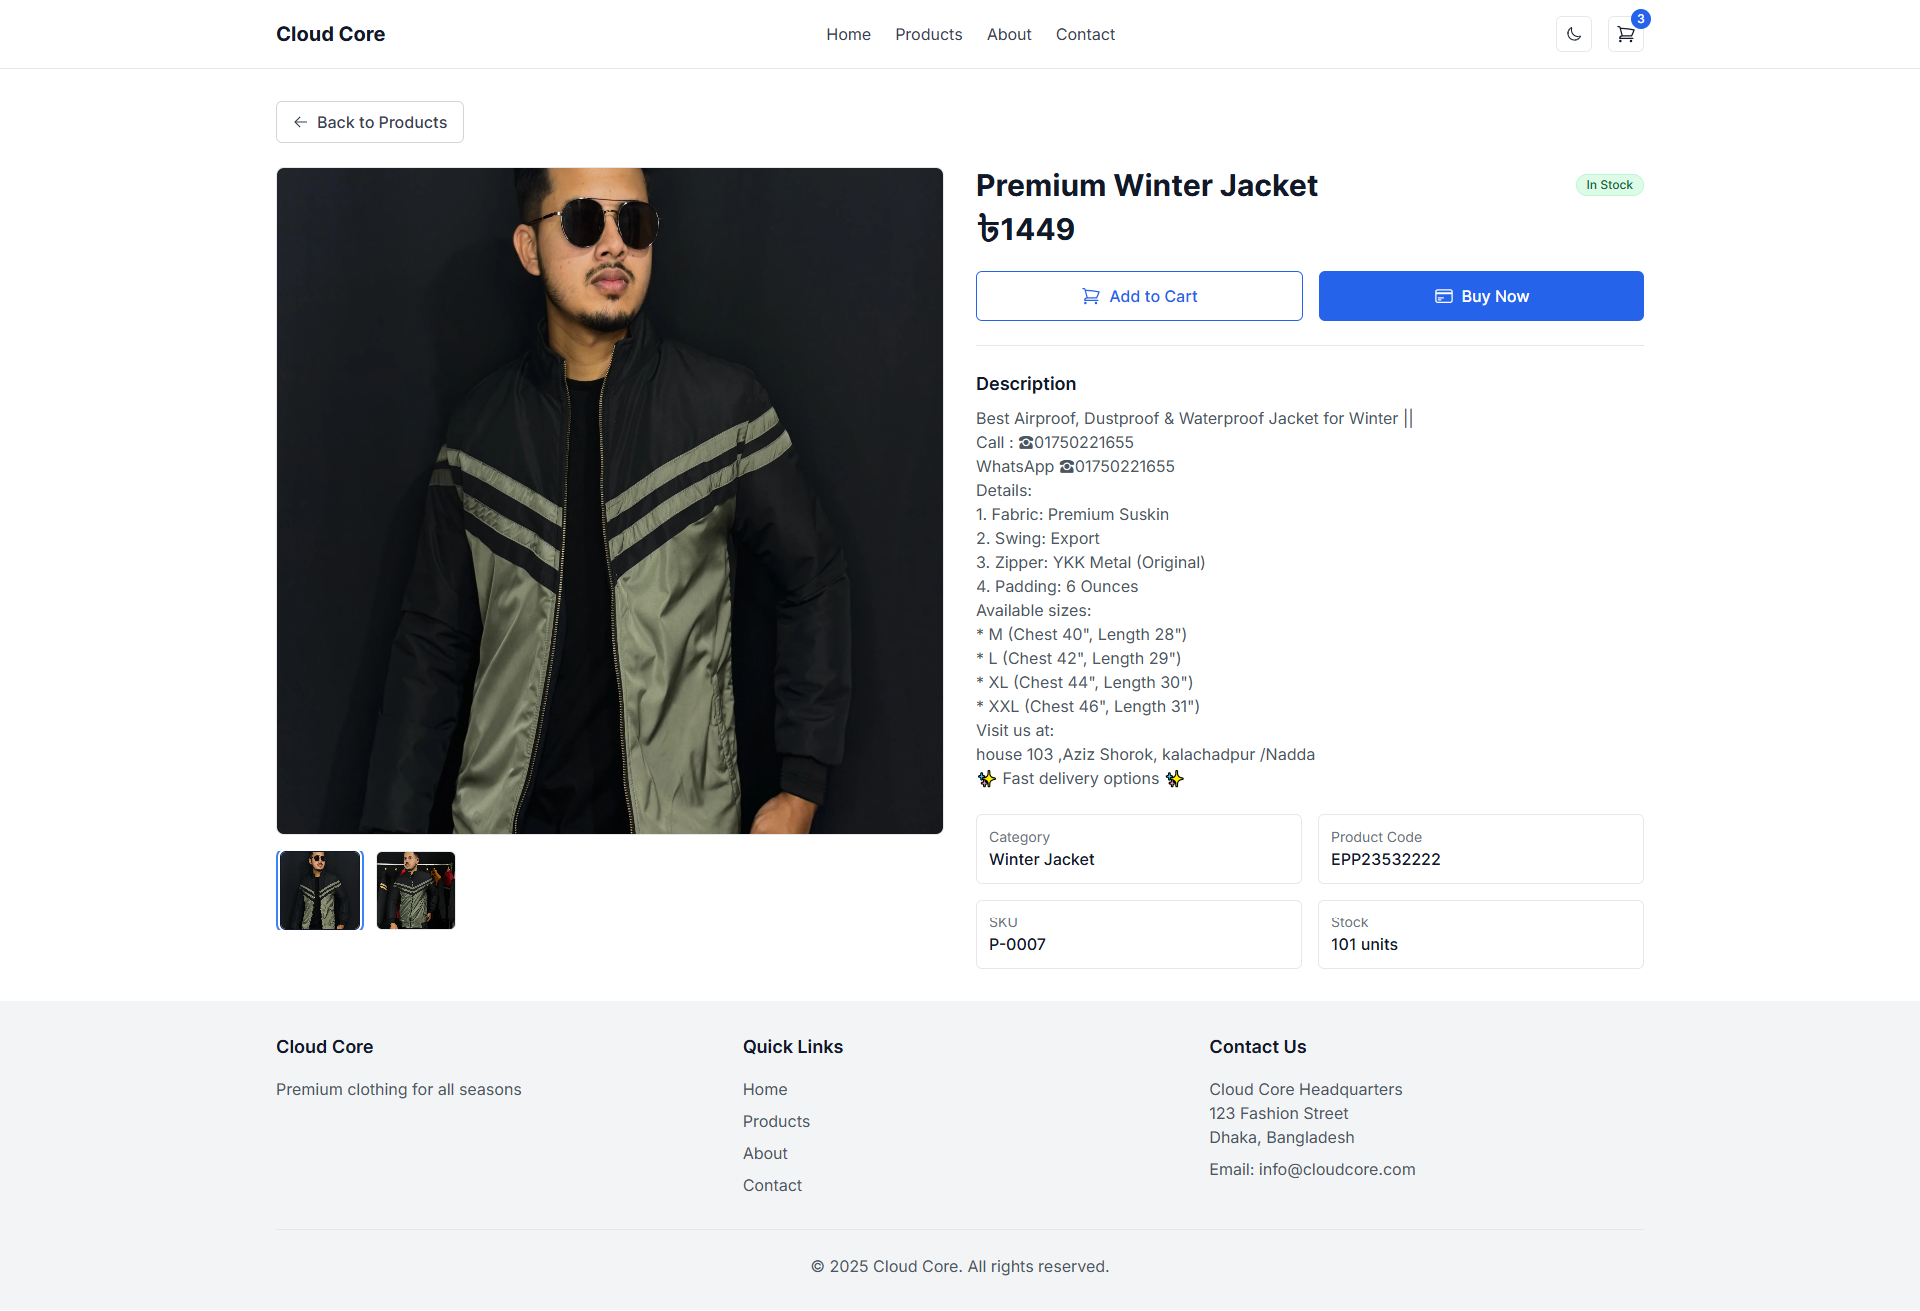 Cloud Core
Home
Products
About
Contact
3
Back to Products
Premium Winter Jacket
In Stock
৳1449
Add to Cart
Buy Now
Description
Best Airproof, Dustproof & Waterproof Jacket for Winter ||
Call : ☎01750221655
WhatsApp ☎01750221655
Details:
1. Fabric: Premium Suskin
2. Swing: Export
3. Zipper: YKK Metal (Original)
4. Padding: 6 Ounces
Available sizes:
* M (Chest 40", Length 28")
* L (Chest 42", Length 29")
* XL (Chest 44", Length 30")
* XXL (Chest 46", Length 31")
Visit us at:
house 103 ,Aziz Shorok, kalachadpur /Nadda
✨ Fast delivery options ✨
Category
Winter Jacket
Product Code
EPP23532222
SKU
P-0007
Stock
101 units
Cloud Core
Premium clothing for all seasons
Quick Links
Home
Products
About
Contact
Contact Us
Cloud Core Headquarters
123 Fashion Street
Dhaka, Bangladesh
Email: info@cloudcore.com
© 2025 Cloud Core. All rights reserved.